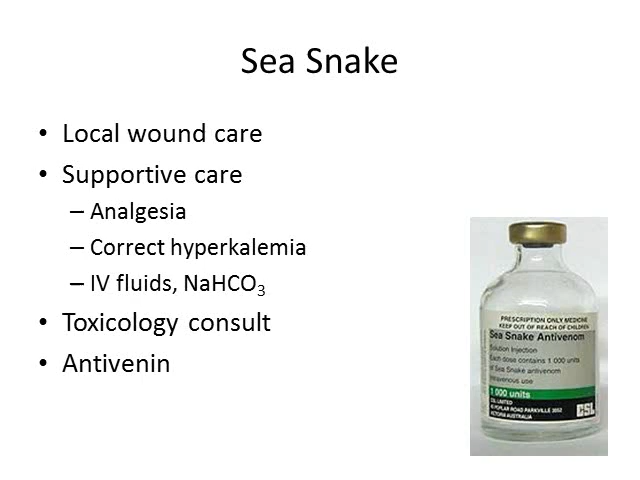 Sea Snake
• Local wound care
• Supportive care
– Analgesia
– Correct hyperkalemia
– IV fluids, NaHCO₃
• Toxicology consult
• Antivenin
PRESCRIPTION ONLY MEDICINE
KEEP OUT OF REACH OF CHILDREN
Sea Snake Antivenom
Solution Injection
Each dose contains 1 000 units
of Sea Snake antivenom
Intravenous use
1 000 units
CSL LIMITED
45 POPLAR ROAD PARKVILLE 3052
VICTORIA AUSTRALIA
CSL